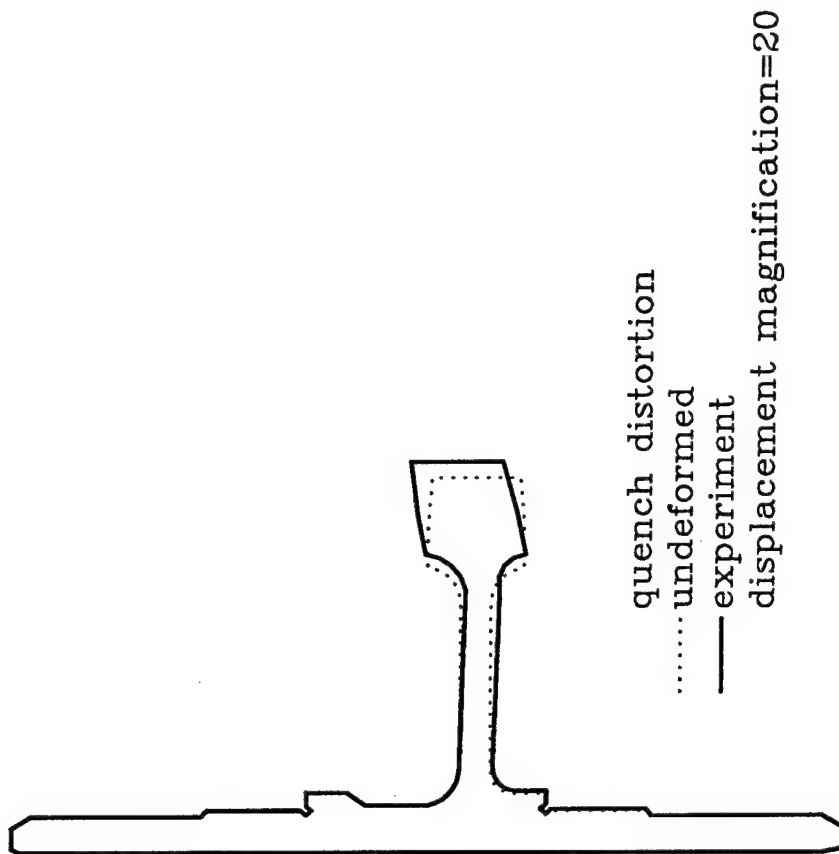 quench distortion
undeformed
experiment
displacement magnification=20